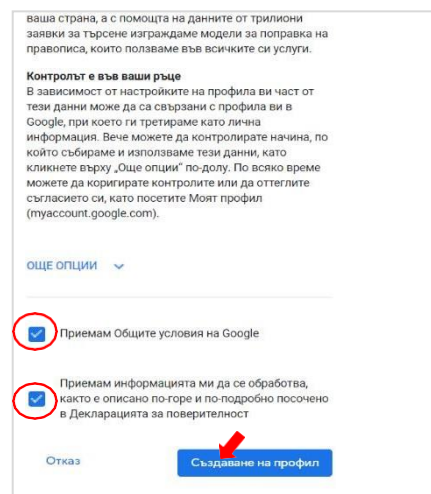 ваша страна, а с помощта на данните от трилиони
заявки за търсене изграждаме модели за поправка на
правописа, които ползваме във всичките си услуги.
Контролът е във ваши ръце
В зависимост от настройките на профила ви част от
тези данни може да са свързани с профила ви в
Google, при което ги третираме като лична
информация. Вече можете да контролирате начина, по
който събираме и използваме тези данни, като
кликнете върху „Още опции“ по-долу. По всяко време
можете да коригирате контролите или да оттеглите
съгласието си, като посетите Моят профил
(myaccount.google.com).
ОЩЕ ОПЦИИ
Приемам Общите условия на Google
Приемам информацията ми да се обработва,
както е описано по-горе и по-подробно посочено
в Декларацията за поверителност
Отказ
Създаване на профил